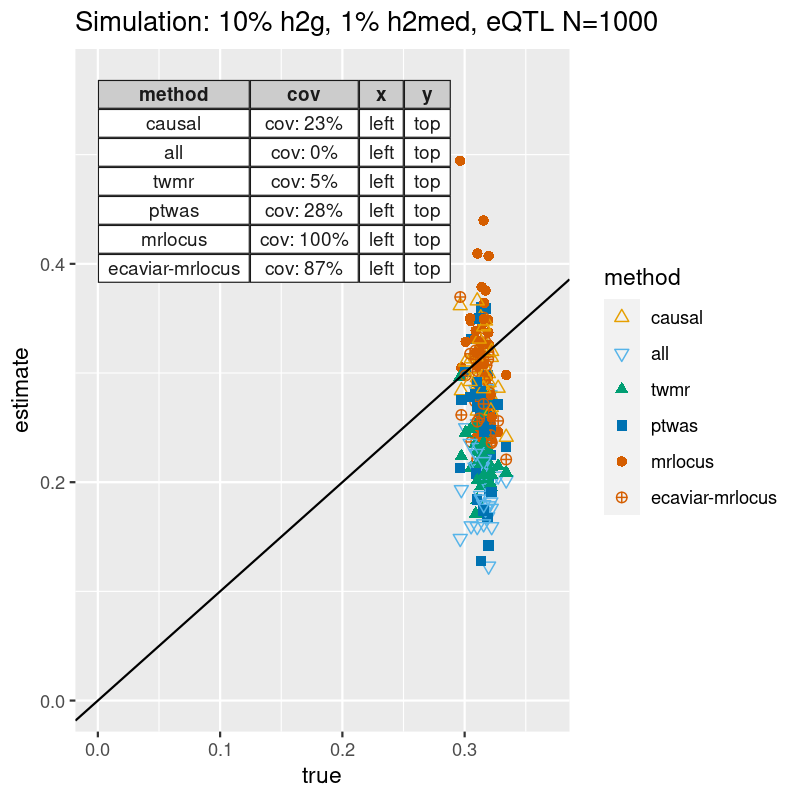 Simulation: 10% h2g, 1% h2med, eQTL N=1000
method cov x y
causal cov: 23% left top
all cov: 0% left top
twmr cov: 5% left top
ptwas cov: 28% left top
mrlocus cov: 100% left top
ecaviar-mrlocus cov: 87% left top
estimate
0.4
0.2
0.0
0.0 0.1 0.2 0.3
true
method
causal
all
twmr
ptwas
mrlocus
ecaviar-mrlocus